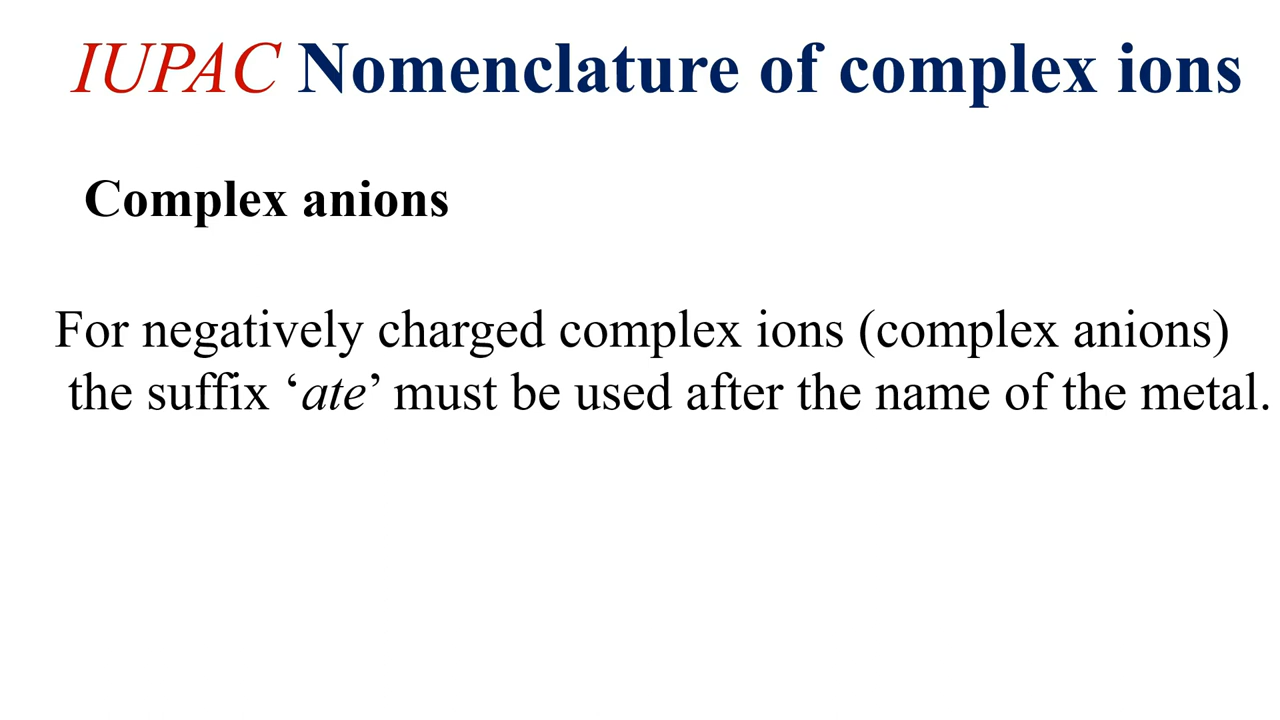 IUPAC Nomenclature of complex ions
Complex anions
For negatively charged complex ions (complex anions)
the suffix ‘ate’ must be used after the name of the metal.